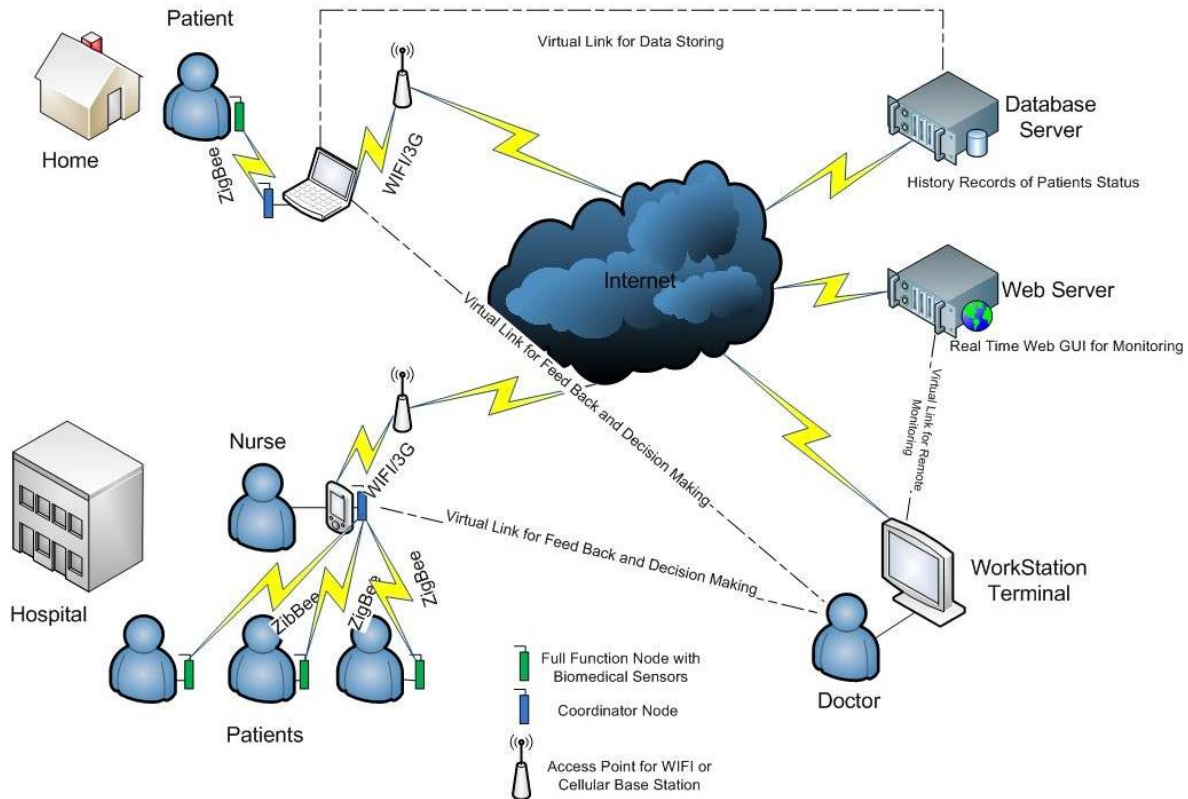 Patient
Home
ZigBee
WIFI/3G
Virtual Link for Data Storing
Database
Server
History Records of Patients Status
Internet
Web Server
Real Time Web GUI for Monitoring
Virtual Link for Feed Back and Decision Making
Virtual Link for Remote
Monitoring
Nurse
WIFI/3G
Hospital
Virtual Link for Feed Back and Decision Making
ZibBee
ZigBee
ZigBee
Patients
WorkStation
Terminal
Doctor
Full Function Node with
Biomedical Sensors
Coordinator Node
Access Point for WIFI or
Cellular Base Station